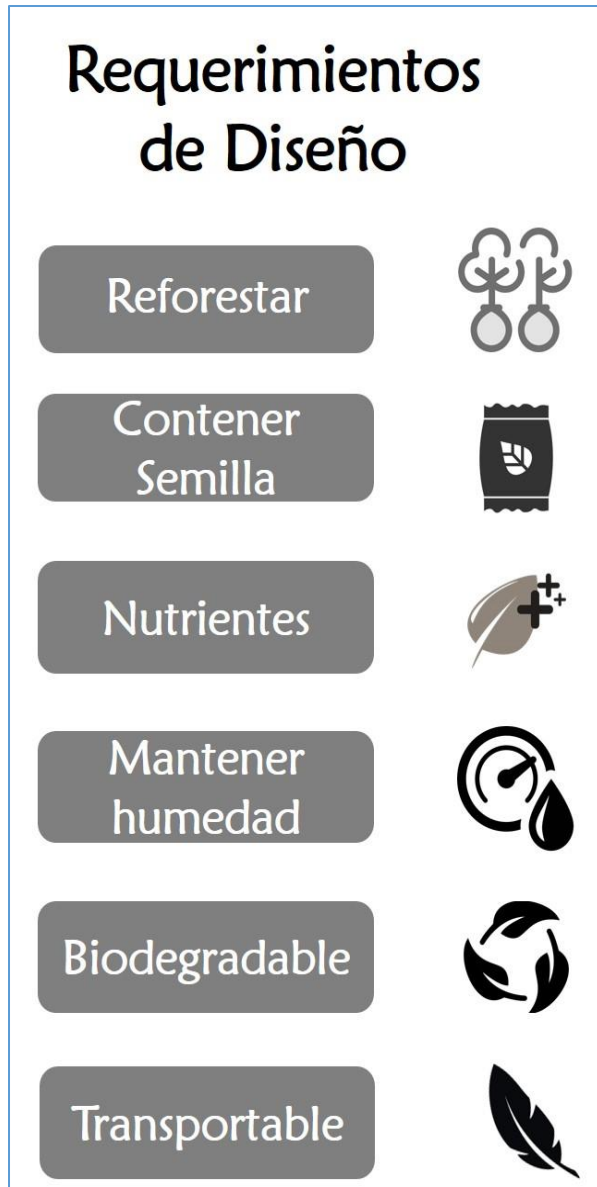 Requerimientos
de Diseño
Reforestar
Contener
Semilla
Nutrientes
Mantener
humedad
Biodegradable
Transportable